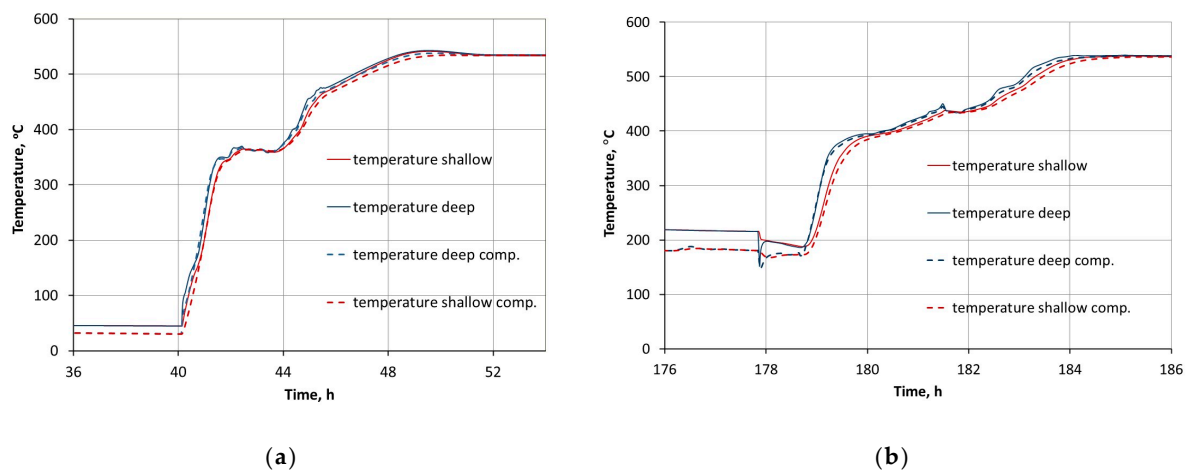 600
500
400
300
200
100
0
Temperature, °C
36
40
44
48
52
Time, h
temperature shallow
temperature deep
temperature deep comp.
temperature shallow comp.
(a)
600
500
400
300
200
100
0
Temperature, °C
176
178
180
182
184
186
Time, h
temperature shallow
temperature deep
temperature deep comp.
temperature shallow comp.
(b)